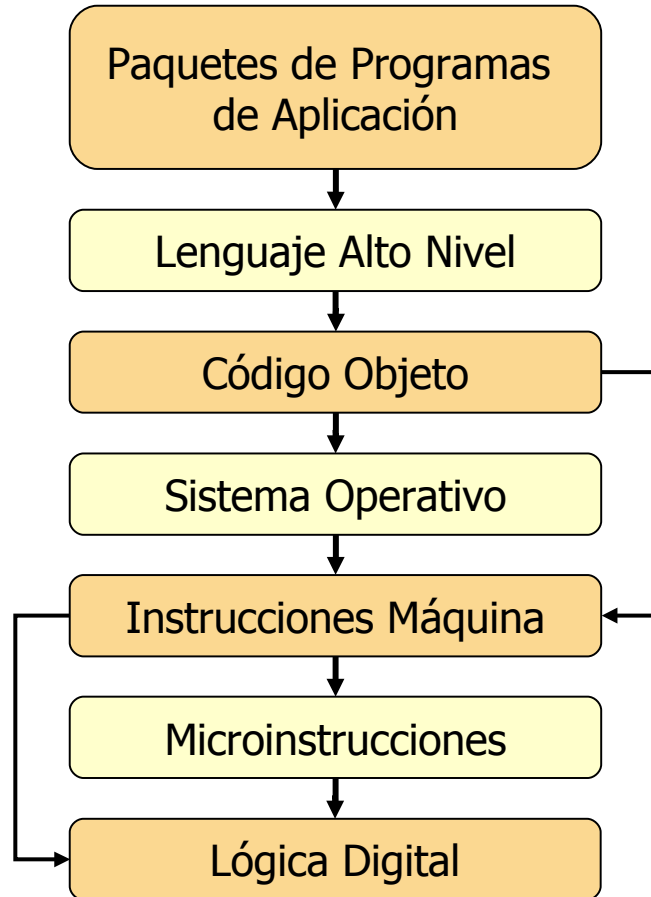 Paquetes de Programas
de Aplicación
Lenguaje Alto Nivel
Código Objeto
Sistema Operativo
Instrucciones Máquina
Microinstrucciones
Lógica Digital